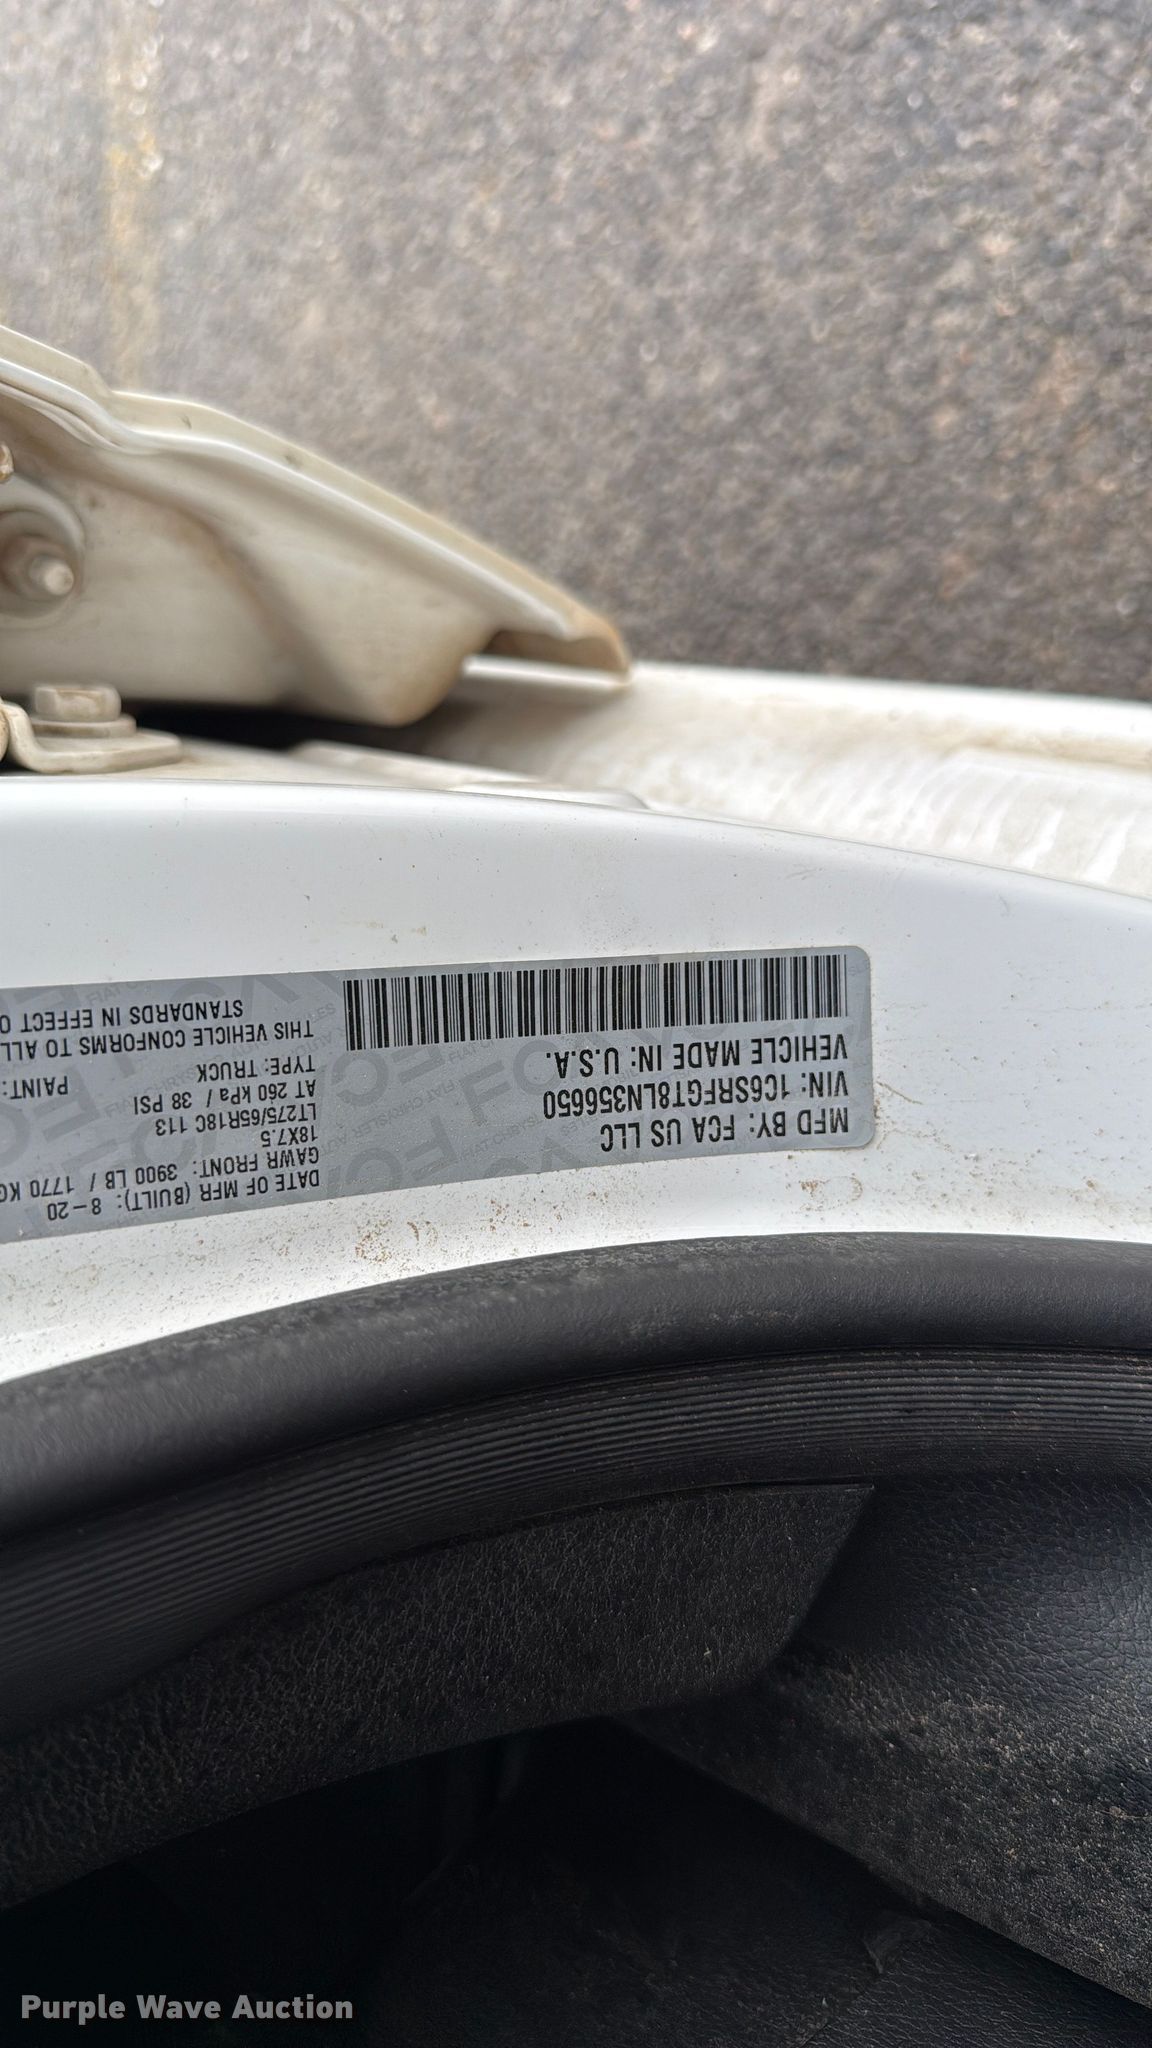 MFD BY: FCA US LLC
VIN: 1C6SRFGT8LN356650
VEHICLE MADE IN: U.S.A.
DATE OF MFR (BUILT): 8-20
GAWR FRONT: 3900 LB / 1770 KG
18X7.5
LT275/65R18C 113
AT 260 kPa / 38 PSI
TYPE: TRUCK PAINT:
THIS VEHICLE CONFORMS TO ALL
STANDARDS IN EFFECT O
Purple Wave Auction